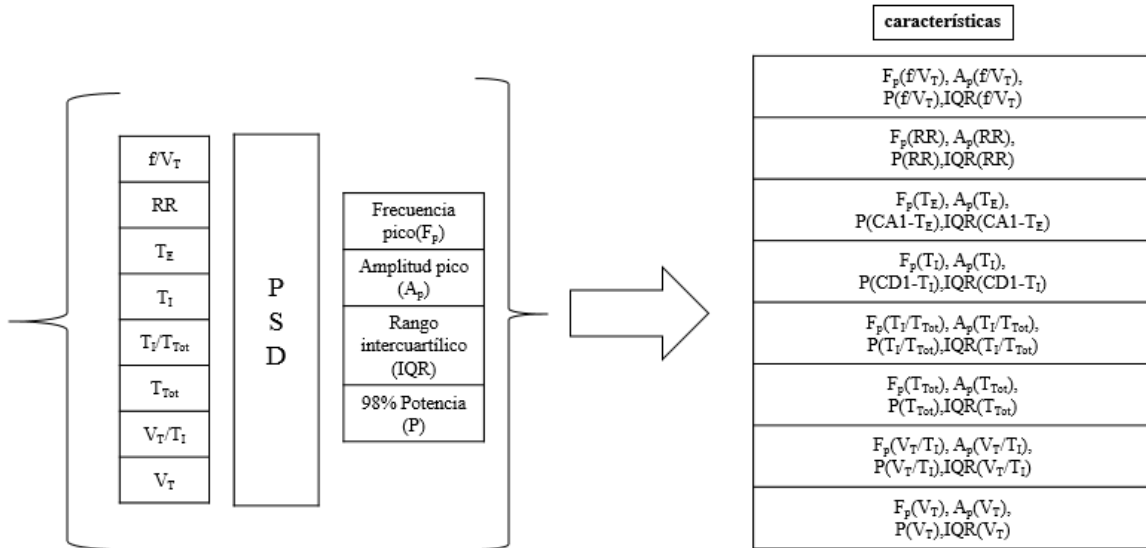 f/V_T
RR
T_E
T_I
T_I/T_Tot
T_Tot
V_T/T_I
V_T
P
S
D
Frecuencia
pico(F_p)
Amplitud pico
(A_p)
Rango
intercuartílico
(IQR)
98% Potencia
(P)
características
F_p(f/V_T), A_p(f/V_T),
P(f/V_T),IQR(f/V_T)
F_p(RR), A_p(RR),
P(RR),IQR(RR)
F_p(T_E), A_p(T_E),
P(CA1-T_E),IQR(CA1-T_E)
F_p(T_I), A_p(T_I),
P(CD1-T_I),IQR(CD1-T_I)
F_p(T_I/T_Tot), A_p(T_I/T_Tot),
P(T_I/T_Tot),IQR(T_I/T_Tot)
F_p(T_Tot), A_p(T_Tot),
P(T_Tot),IQR(T_Tot)
F_p(V_T/T_I), A_p(V_T/T_I),
P(V_T/T_I),IQR(V_T/T_I)
F_p(V_T), A_p(V_T),
P(V_T),IQR(V_T)